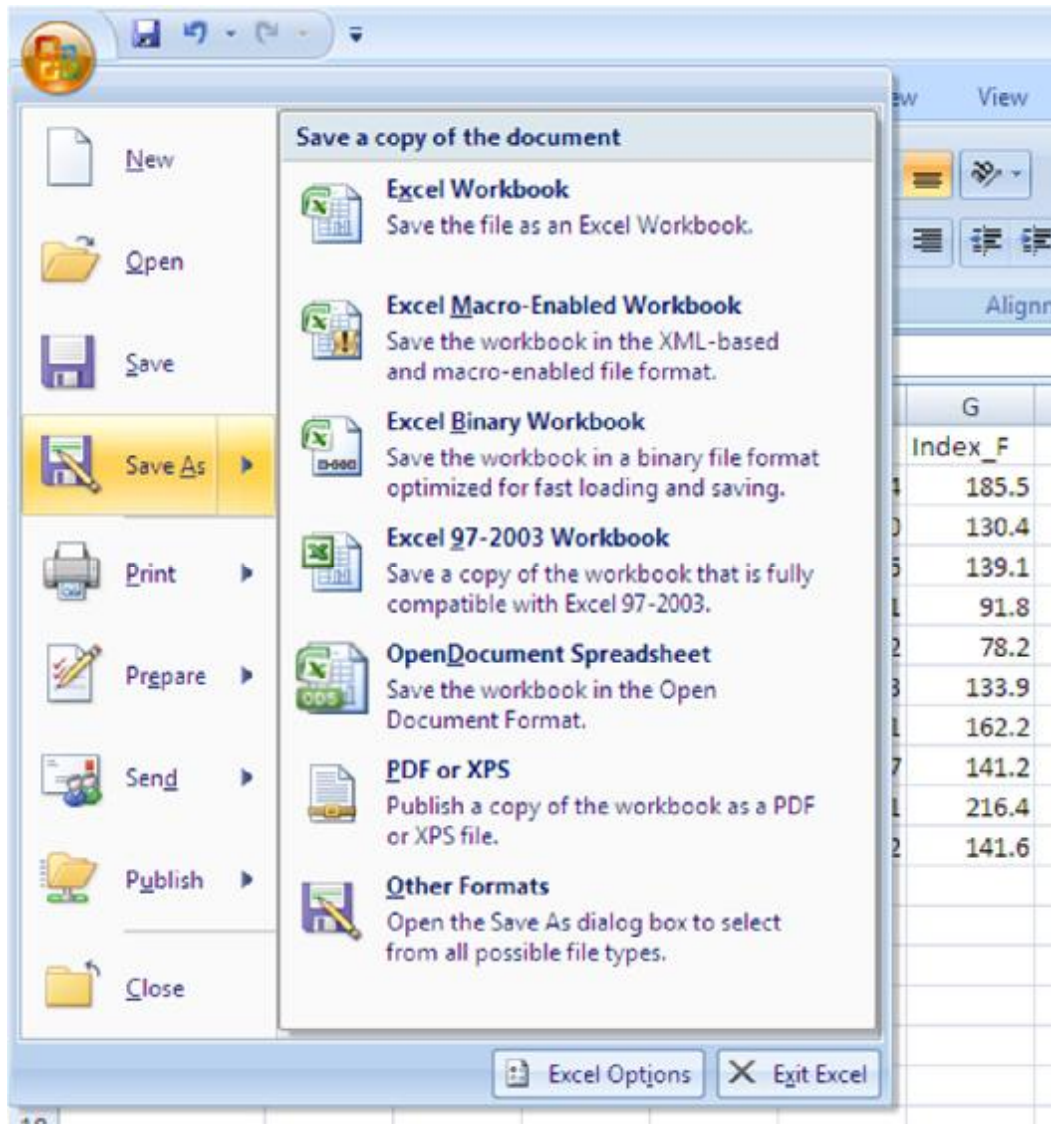 View
New
Open
Save
Save As
Print
Prepare
Send
Publish
Close
Save a copy of the document
Excel Workbook
Save the file as an Excel Workbook.
Excel Macro-Enabled Workbook
Save the workbook in the XML-based
and macro-enabled file format.
Excel Binary Workbook
Save the workbook in a binary file format
optimized for fast loading and saving.
Excel 97-2003 Workbook
Save a copy of the workbook that is fully
compatible with Excel 97-2003.
OpenDocument Spreadsheet
Save the workbook in the Open
Document Format.
PDF or XPS
Publish a copy of the workbook as a PDF
or XPS file.
Other Formats
Open the Save As dialog box to select
from all possible file types.
Excel Options
Exit Excel
G
Index_F
185.5
130.4
139.1
91.8
78.2
133.9
162.2
141.2
216.4
141.6